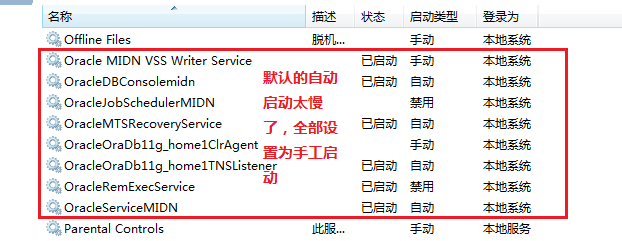 名称 描述 状态 启动类型 登录为
Offline Files 脱机... 手动 本地系统
Oracle MIDN VSS Writer Service 已启动 手动 本地系统
OracleDBConsolemidn 已启动 自动 本地系统
OracleJobSchedulerMIDN 禁用 本地系统
OracleMTSRecoveryService 已启动 自动 本地系统
OracleOraDb11g_home1ClrAgent 手动 本地系统
OracleOraDb11g_home1TNSListener 已启动 自动 本地系统
OracleRemExecService 已启动 禁用 本地系统
OracleServiceMIDN 已启动 自动 本地系统
Parental Controls 此服... 手动 本地服务
默认的自动
启动太慢
了，全部设
置为手工启
动